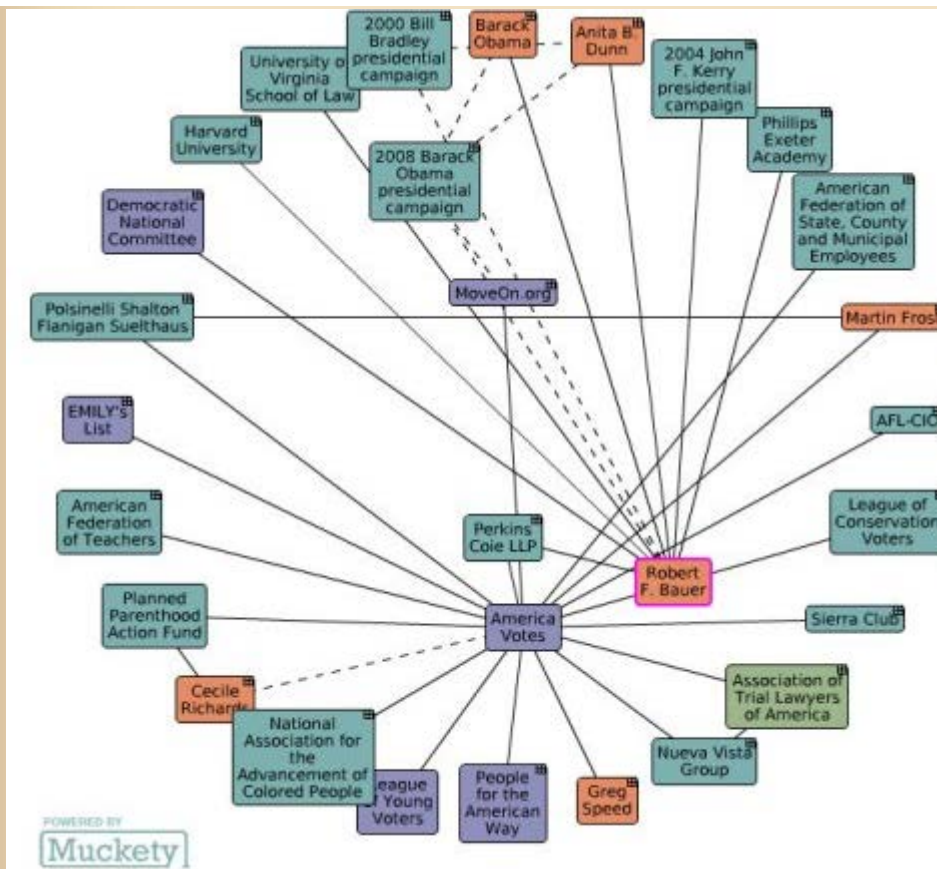 2000 Bill
Bradley
presidential
campaign
Barack
Obama
Anita B.
Dunn
2004 John
F. Kerry
presidential
campaign
University of
Virginia
School of Law
Harvard
University
2008 Barack
Obama
presidential
campaign
Phillips
Exeter
Academy
American
Federation of
State, County
and Municipal
Employees
Democratic
National
Committee
MoveOn.org
Polsinelli Shalton
Flanigan Suelthaus
Martin Frost
EMILY's
List
AFL-CIO
American
Federation
of Teachers
Perkins
Coie LLP
League of
Conservation
Voters
Robert
F. Bauer
Planned
Parenthood
Action Fund
America
Votes
Sierra Club
Cecile
Richards
Association of
Trial Lawyers
of America
National
Association for
the
Advancement of
Colored People
League
of Young
Voters
People
for the
American
Way
Greg
Speed
Nueva Vista
Group
POWERED BY
Muckety